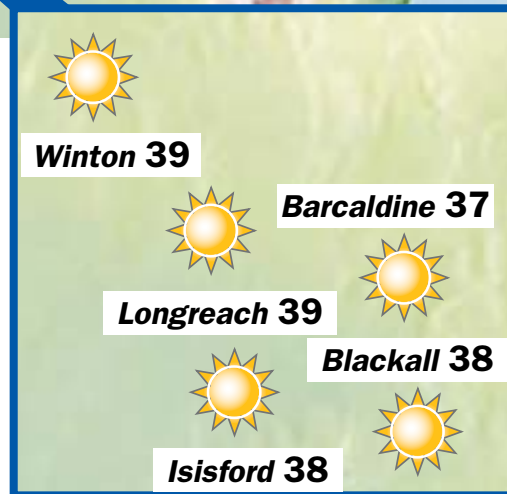 Winton 39
Barcaldine 37
Longreach 39
Blackall 38
Isisford 38